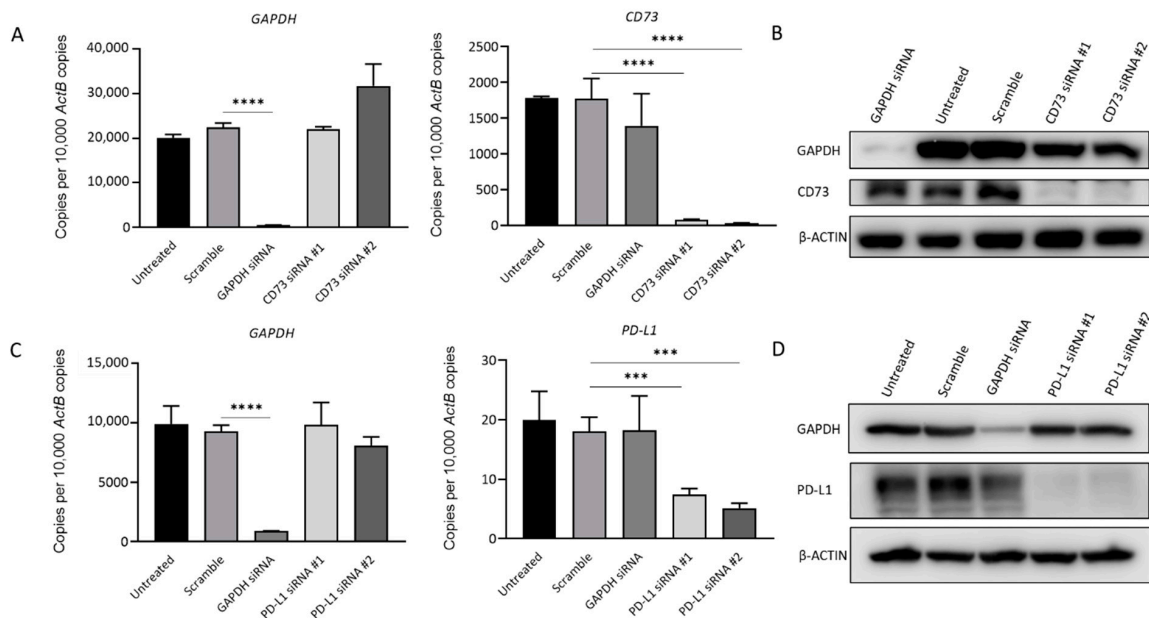 A
GAPDH
Copies per 10,000 ActB copies
40,000
30,000
20,000
10,000
0
****
Untreated
Scramble
GAPDH siRNA
CD73 siRNA #1
CD73 siRNA #2
CD73
Copies per 10,000 ActB copies
2500
1750
1500
1000
500
0
****
****
Untreated
Scramble
GAPDH siRNA
CD73 siRNA #1
CD73 siRNA #2
B
GAPDH siRNA
Untreated
Scramble
CD73 siRNA #1
CD73 siRNA #2
GAPDH
CD73
β-ACTIN
C
GAPDH
Copies per 10,000 ActB copies
15,000
10,000
5000
0
****
Untreated
Scramble
GAPDH siRNA
PD-L1 siRNA #1
PD-L1 siRNA #2
PD-L1
Copies per 10,000 ActB copies
30
20
10
0
***
***
Untreated
Scramble
GAPDH siRNA
PD-L1 siRNA #1
PD-L1 siRNA #2
D
Untreated
Scramble
GAPDH siRNA
PD-L1 siRNA #1
PD-L1 siRNA #2
GAPDH
PD-L1
β-ACTIN